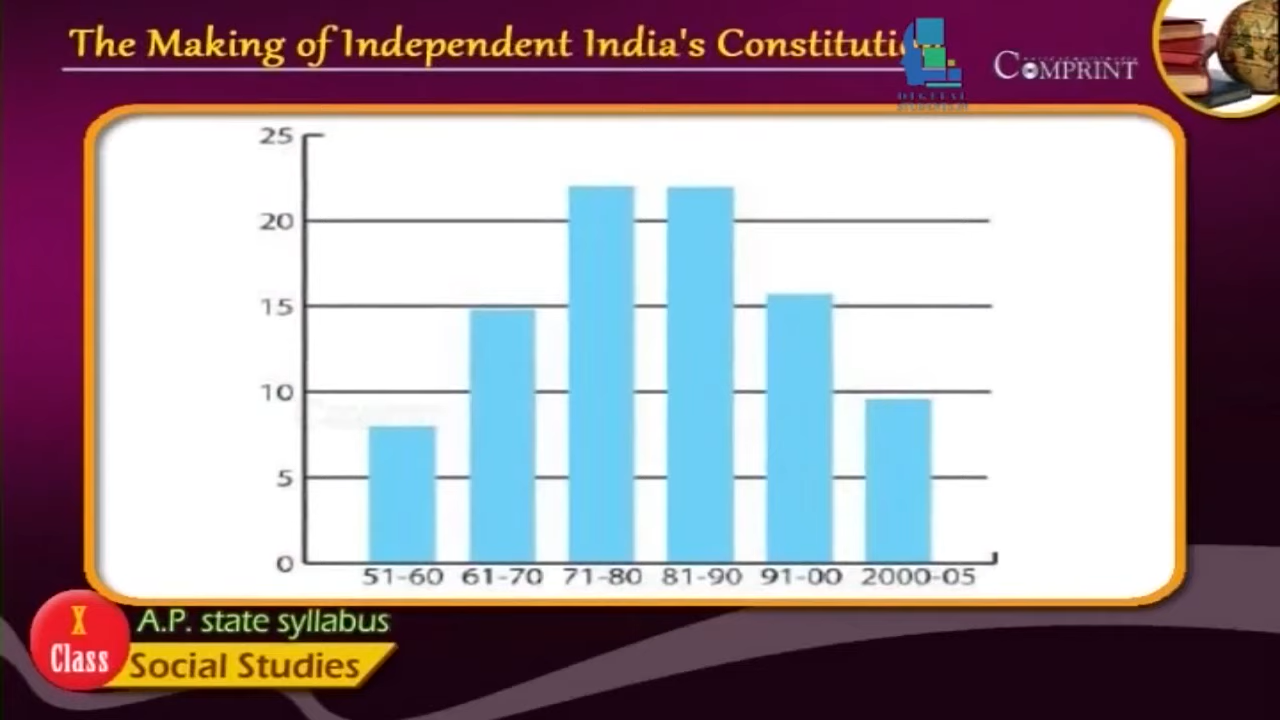 The Making of Independent India's Constitution
COMPRINT
25
20
15
10
5
0
51-60 61-70 71-80 81-90 91-00 2000-05
X
Class
A.P. state syllabus
Social Studies